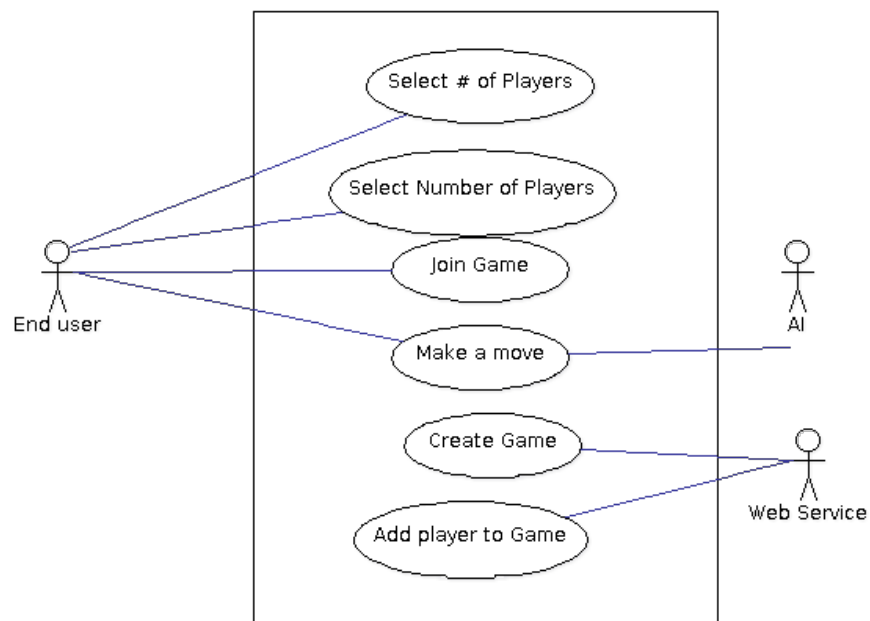 Select # of Players
Select Number of Players
Join Game
End user
AI
Make a move
Create Game
Web Service
Add player to Game